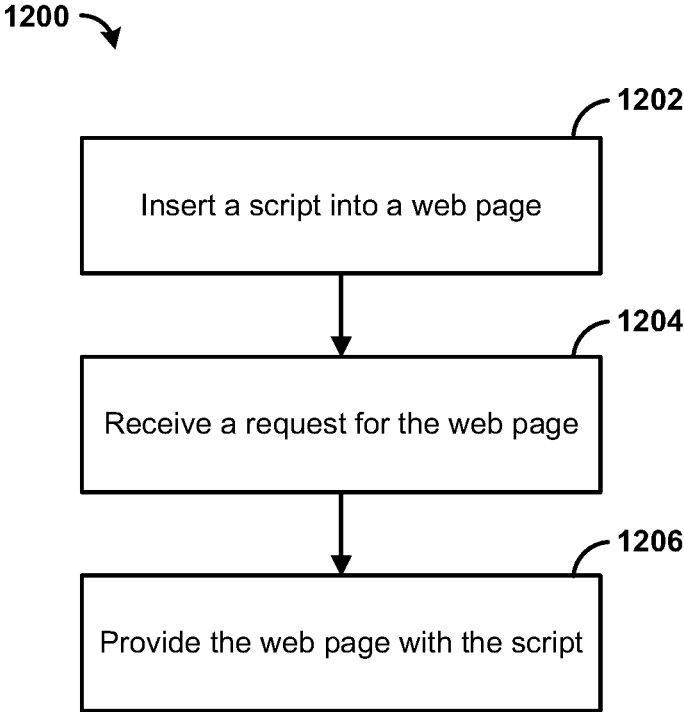 1200
1202
Insert a script into a web page
1204
Receive a request for the web page
1206
Provide the web page with the script